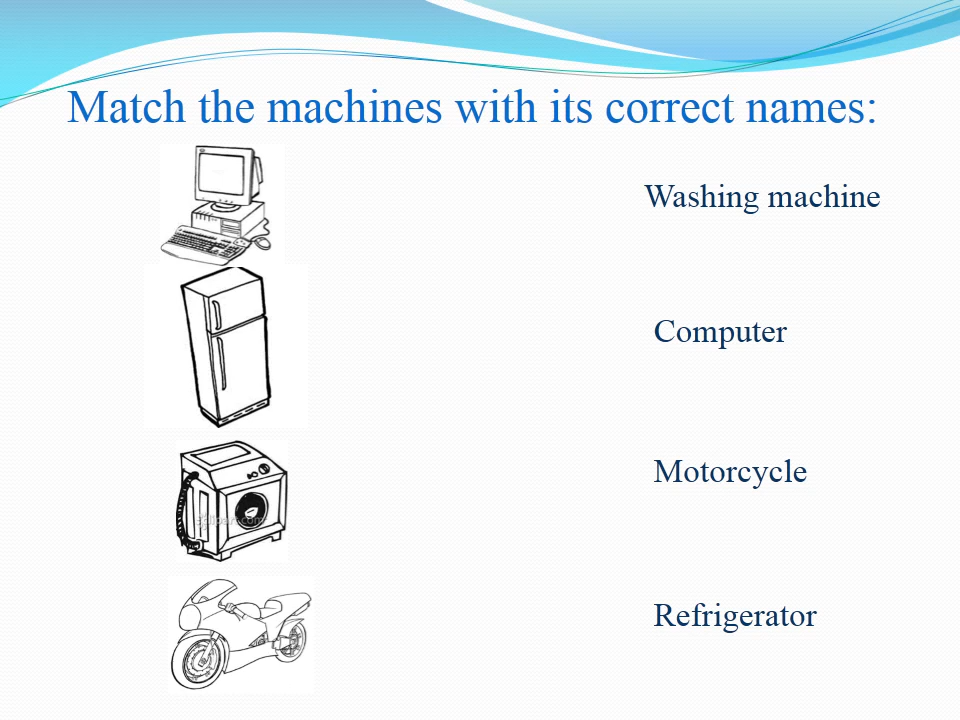 Match the machines with its correct names:
Washing machine
Computer
Motorcycle
Refrigerator